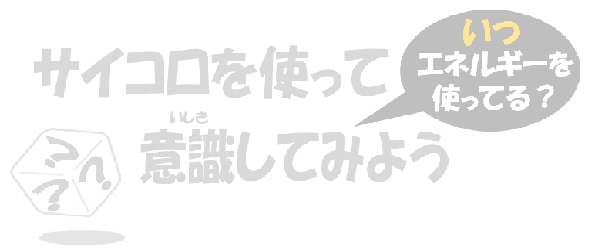 サイコロを使って
いしき
意識してみよう
いつ
エネルギーを
使ってる?
? ? ?